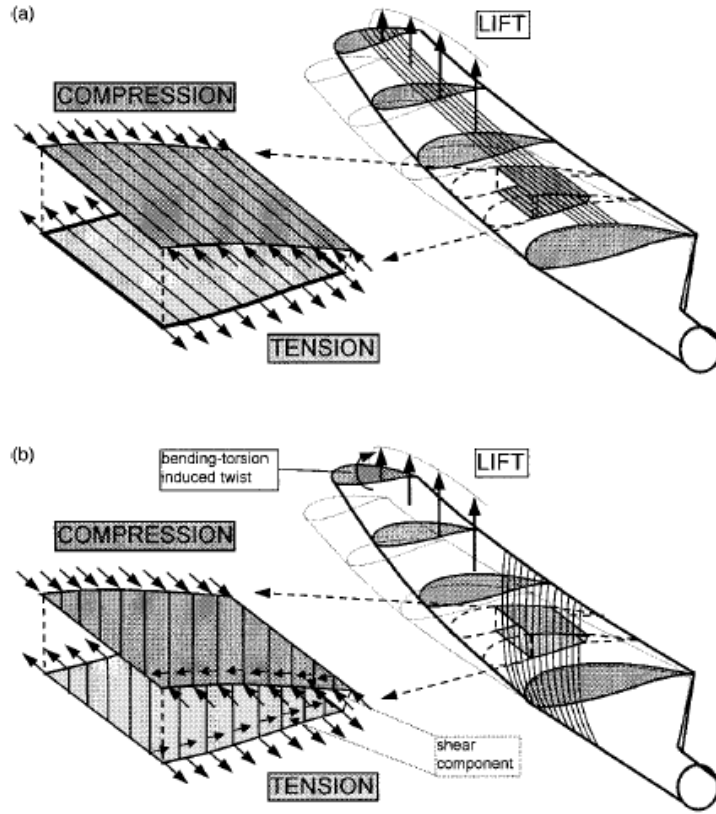 (a)
LIFT
COMPRESSION
TENSION
(b)
bending-torsion
induced twist
LIFT
COMPRESSION
shear
component
TENSION